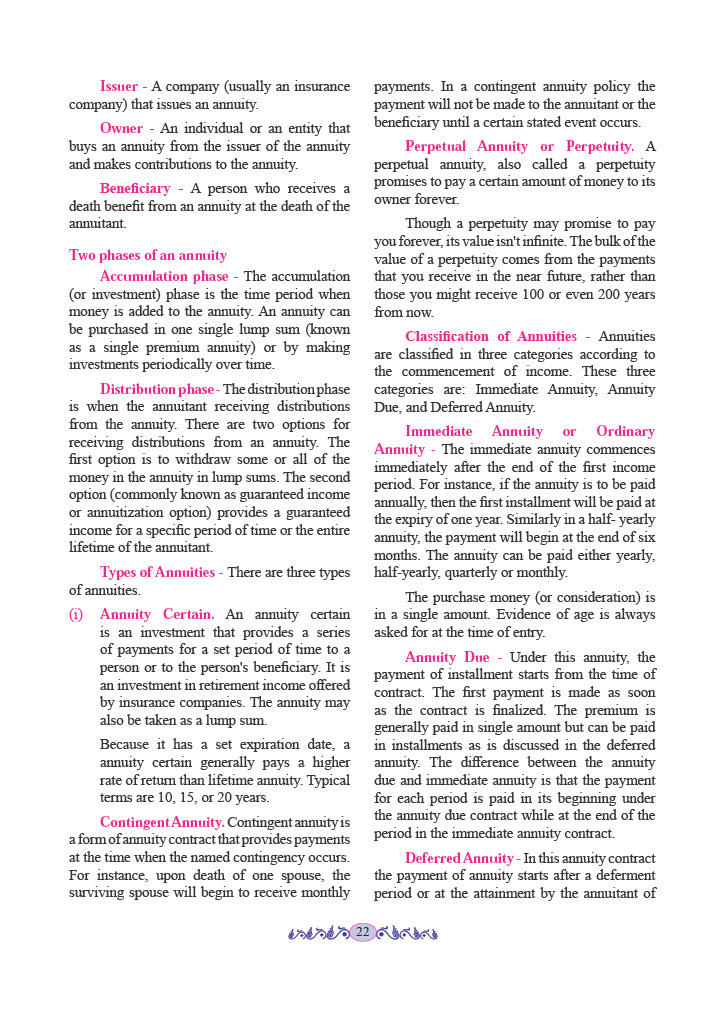 Issuer - A company (usually an insurance
company) that issues an annuity.
Owner - An individual or an entity that
buys an annuity from the issuer of the annuity
and makes contributions to the annuity.
Beneficiary - A person who receives a
death benefit from an annuity at the death of the
annuitant.
Two phases of an annuity
Accumulation phase - The accumulation
(or investment) phase is the time period when
money is added to the annuity. An annuity can
be purchased in one single lump sum (known
as a single premium annuity) or by making
investments periodically over time.
Distribution phase - The distribution phase
is when the annuitant receiving distributions
from the annuity. There are two options for
receiving distributions from an annuity. The
first option is to withdraw some or all of the
money in the annuity in lump sums. The second
option (commonly known as guaranteed income
or annuitization option) provides a guaranteed
income for a specific period of time or the entire
lifetime of the annuitant.
Types of Annuities - There are three types
of annuities.
(i) Annuity Certain. An annuity certain
is an investment that provides a series
of payments for a set period of time to a
person or to the person's beneficiary. It is
an investment in retirement income offered
by insurance companies. The annuity may
also be taken as a lump sum.
Because it has a set expiration date, a
annuity certain generally pays a higher
rate of return than lifetime annuity. Typical
terms are 10, 15, or 20 years.
Contingent Annuity. Contingent annuity is
a form of annuity contract that provides payments
at the time when the named contingency occurs.
For instance, upon death of one spouse, the
surviving spouse will begin to receive monthly
payments. In a contingent annuity policy the
payment will not be made to the annuitant or the
beneficiary until a certain stated event occurs.
Perpetual Annuity or Perpetuity. A
perpetual annuity, also called a perpetuity
promises to pay a certain amount of money to its
owner forever.
Though a perpetuity may promise to pay
you forever, its value isn't infinite. The bulk of the
value of a perpetuity comes from the payments
that you receive in the near future, rather than
those you might receive 100 or even 200 years
from now.
Classification of Annuities - Annuities
are classified in three categories according to
the commencement of income. These three
categories are: Immediate Annuity, Annuity
Due, and Deferred Annuity.
Immediate Annuity or Ordinary
Annuity - The immediate annuity commences
immediately after the end of the first income
period. For instance, if the annuity is to be paid
annually, then the first installment will be paid at
the expiry of one year. Similarly in a half- yearly
annuity, the payment will begin at the end of six
months. The annuity can be paid either yearly,
half-yearly, quarterly or monthly.
The purchase money (or consideration) is
in a single amount. Evidence of age is always
asked for at the time of entry.
Annuity Due - Under this annuity, the
payment of installment starts from the time of
contract. The first payment is made as soon
as the contract is finalized. The premium is
generally paid in single amount but can be paid
in installments as is discussed in the deferred
annuity. The difference between the annuity
due and immediate annuity is that the payment
for each period is paid in its beginning under
the annuity due contract while at the end of the
period in the immediate annuity contract.
Deferred Annuity - In this annuity contract
the payment of annuity starts after a deferment
period or at the attainment by the annuitant of
22